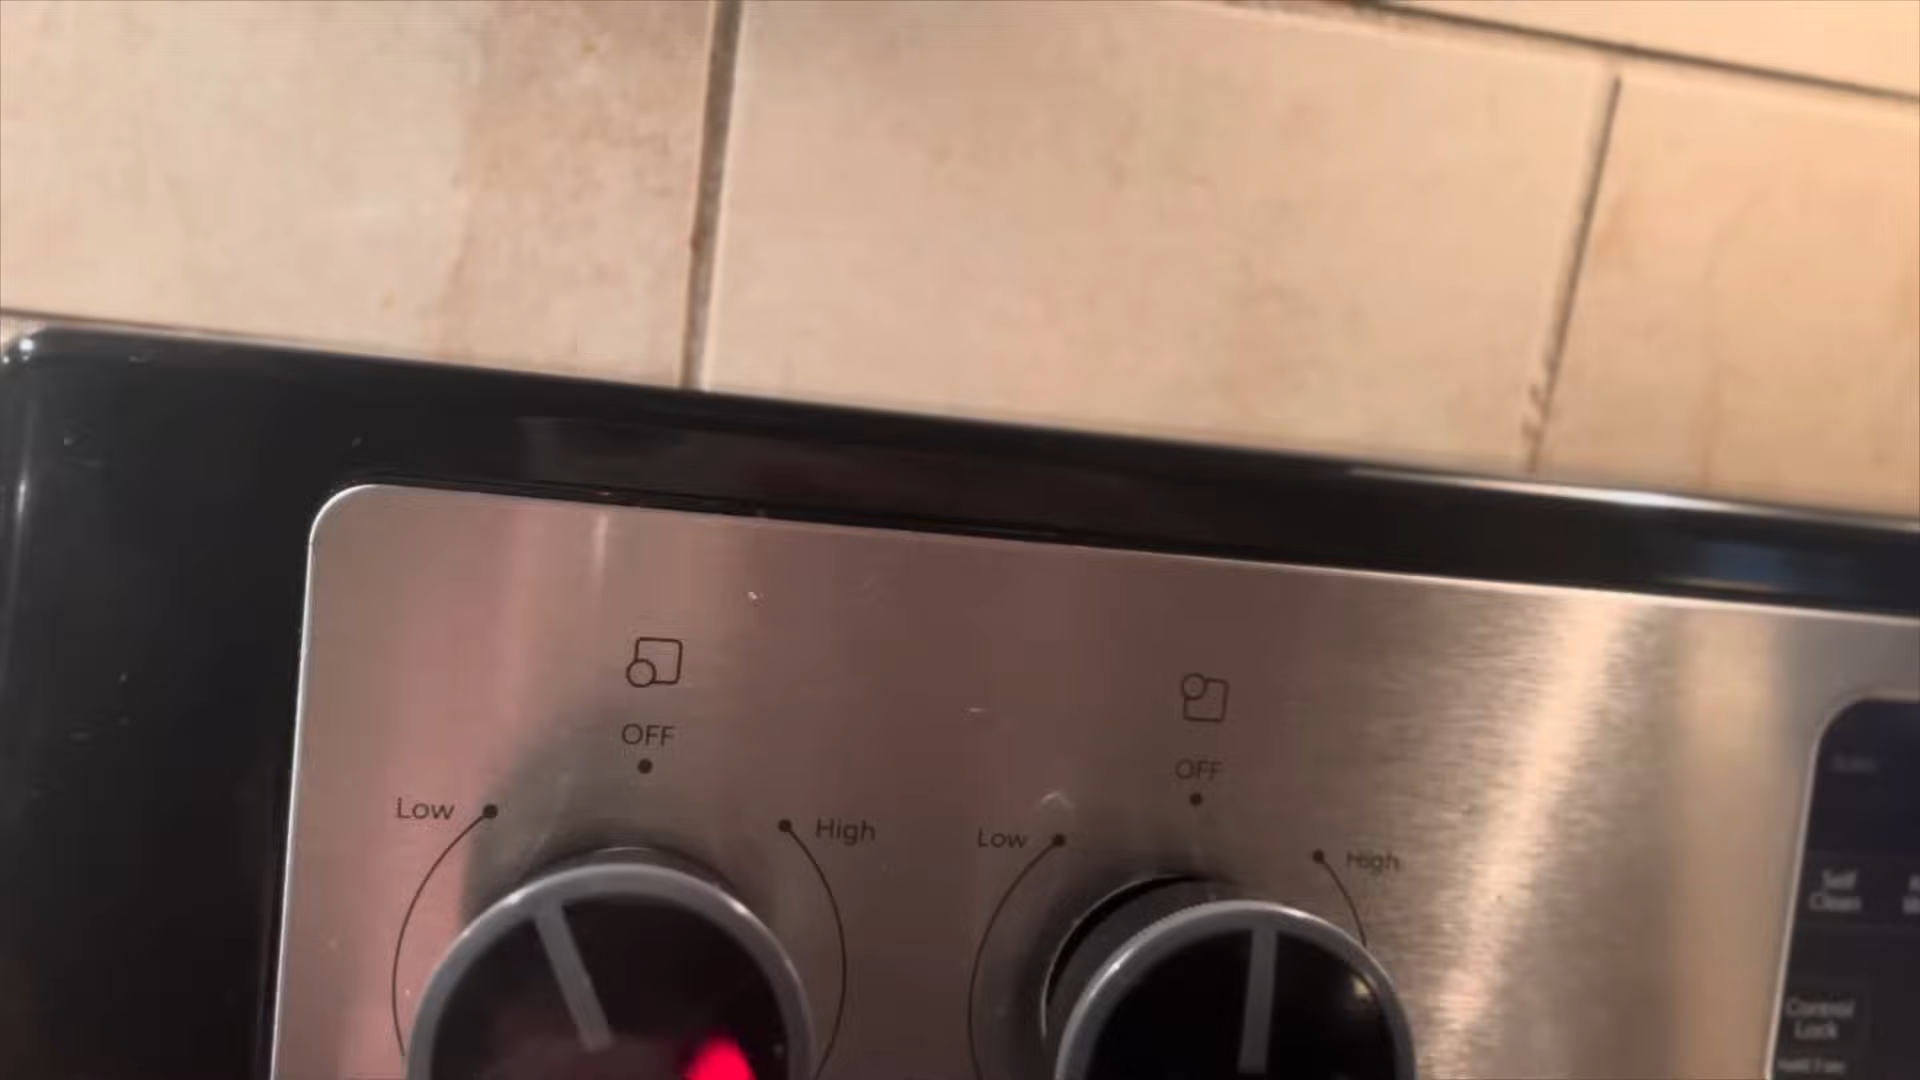 OFF
Low
High
OFF
Low
High
Self
Clean
Control
Lock